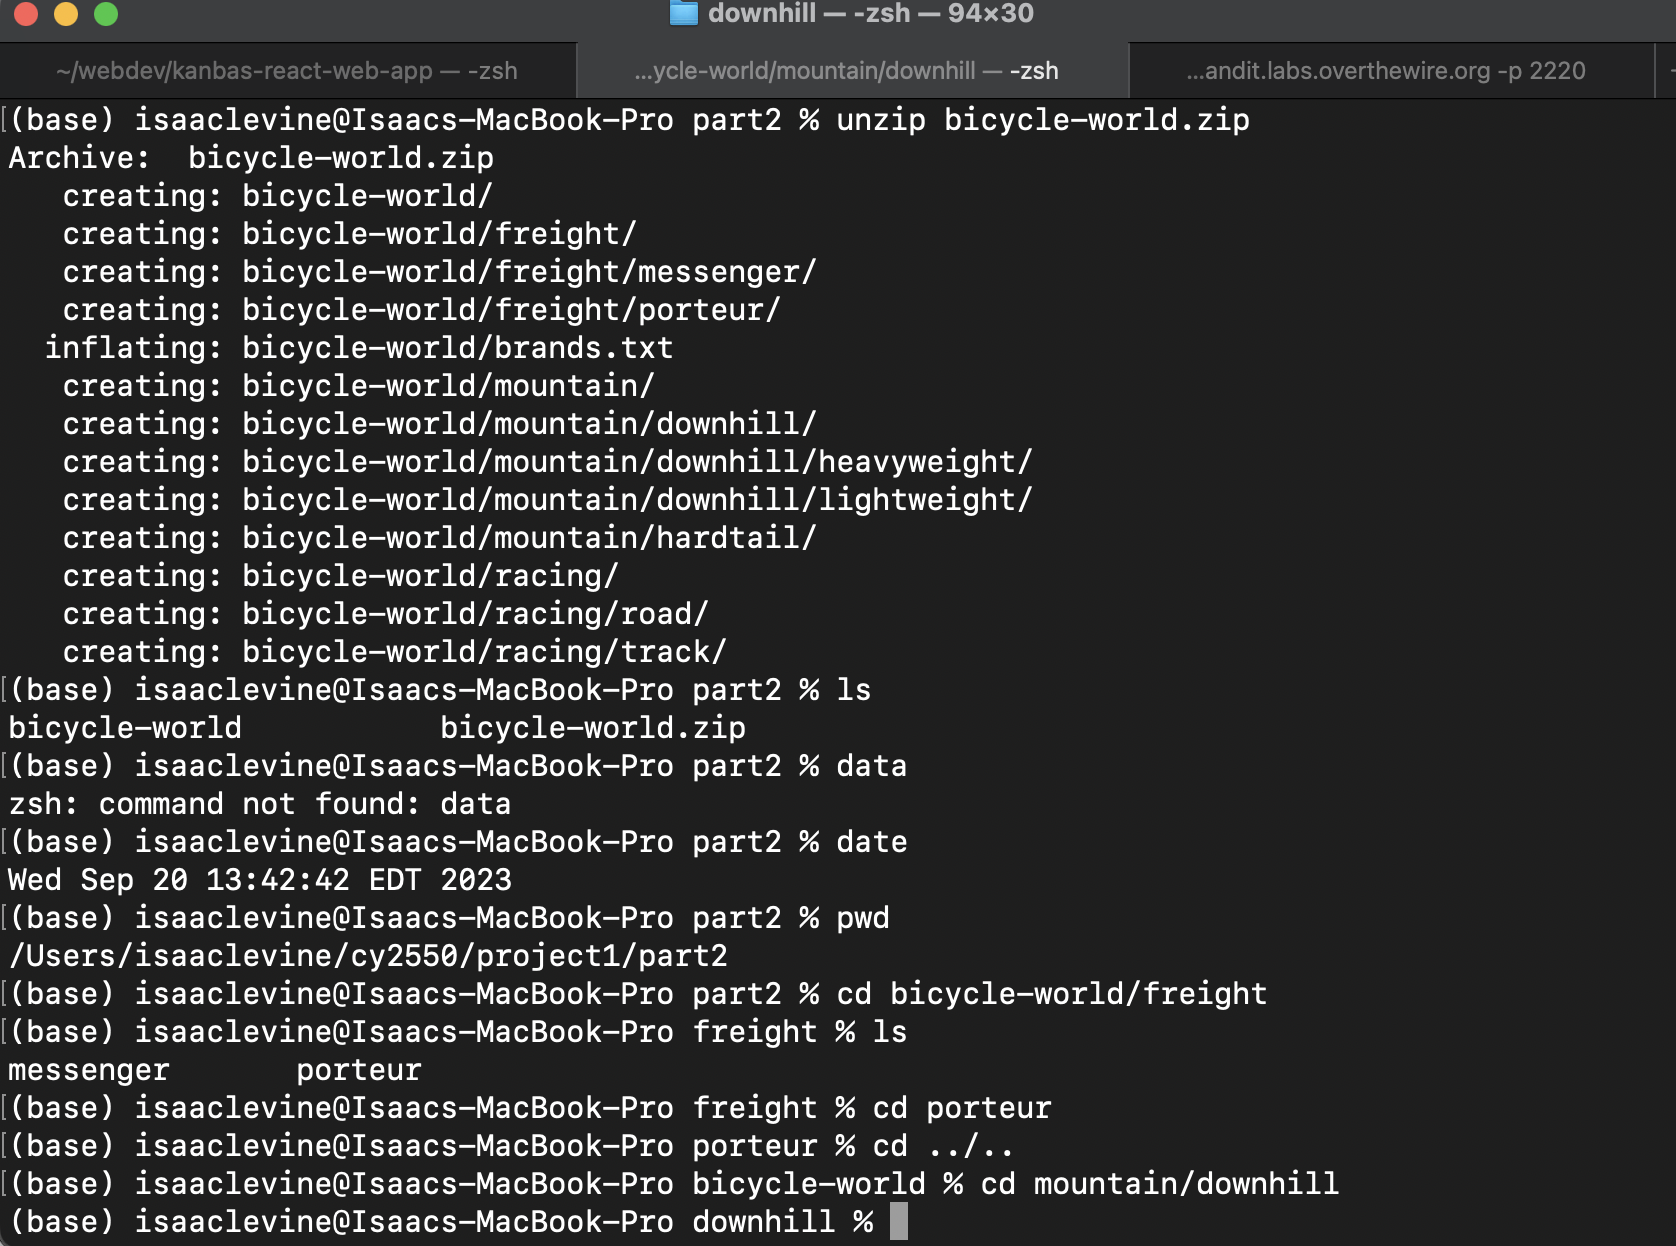 downhill — -zsh — 94×30
~/webdev/kanbas-react-web-app — -zsh
...ycle-world/mountain/downhill — -zsh
...andit.labs.overthewire.org -p 2220
[(base) isaaclevine@Isaacs-MacBook-Pro part2 % unzip bicycle-world.zip
Archive:  bicycle-world.zip
   creating: bicycle-world/
   creating: bicycle-world/freight/
   creating: bicycle-world/freight/messenger/
   creating: bicycle-world/freight/porteur/
  inflating: bicycle-world/brands.txt
   creating: bicycle-world/mountain/
   creating: bicycle-world/mountain/downhill/
   creating: bicycle-world/mountain/downhill/heavyweight/
   creating: bicycle-world/mountain/downhill/lightweight/
   creating: bicycle-world/mountain/hardtail/
   creating: bicycle-world/racing/
   creating: bicycle-world/racing/road/
   creating: bicycle-world/racing/track/
[(base) isaaclevine@Isaacs-MacBook-Pro part2 % ls
bicycle-world           bicycle-world.zip
[(base) isaaclevine@Isaacs-MacBook-Pro part2 % data
zsh: command not found: data
[(base) isaaclevine@Isaacs-MacBook-Pro part2 % date
Wed Sep 20 13:42:42 EDT 2023
[(base) isaaclevine@Isaacs-MacBook-Pro part2 % pwd
/Users/isaaclevine/cy2550/project1/part2
[(base) isaaclevine@Isaacs-MacBook-Pro part2 % cd bicycle-world/freight
[(base) isaaclevine@Isaacs-MacBook-Pro freight % ls
messenger       porteur
[(base) isaaclevine@Isaacs-MacBook-Pro freight % cd porteur
[(base) isaaclevine@Isaacs-MacBook-Pro porteur % cd ../..
[(base) isaaclevine@Isaacs-MacBook-Pro bicycle-world % cd mountain/downhill
(base) isaaclevine@Isaacs-MacBook-Pro downhill %